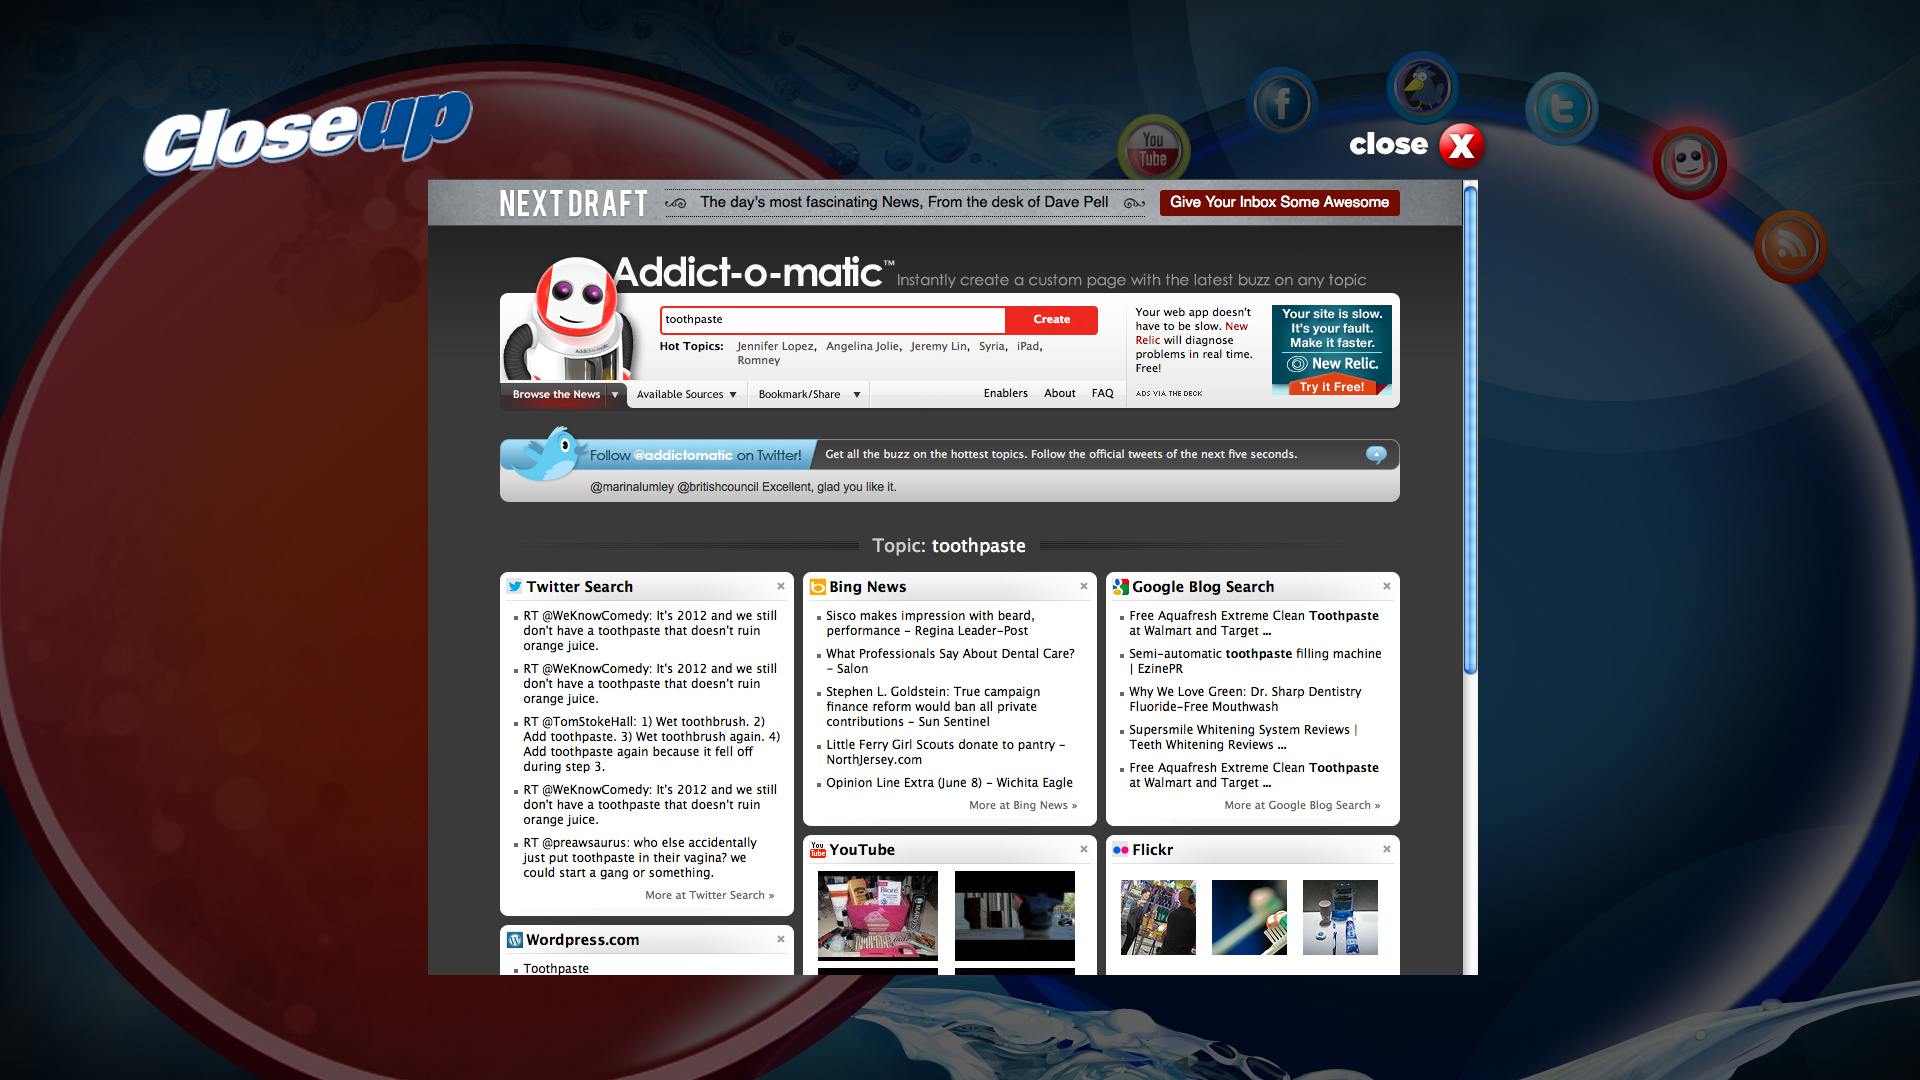 Closeup
You
Tube
f
t
close X
NEXTDRAFT
The day's most fascinating News, From the desk of Dave Pell
Give Your Inbox Some Awesome
Addict-o-matic™
Instantly create a custom page with the latest buzz on any topic
Addict-o-matic
toothpaste
Create
Hot Topics: Jennifer Lopez, Angelina Jolie, Jeremy Lin, Syria, iPad,
Romney
Browse the News ▼
Available Sources ▼
Bookmark/Share ▼
Enablers
About
FAQ
Your web app doesn't
have to be slow. New
Relic will diagnose
problems in real time.
Free!
ADS VIA THE DECK
Your site is slow.
It's your fault.
Make it faster.
New Relic.
Try it Free!
Follow @addictomatic on Twitter!
Get all the buzz on the hottest topics. Follow the official tweets of the next five seconds.
@marinalumley @britishcouncil Excellent, glad you like it.
Topic: toothpaste
Twitter Search ×
RT @WeKnowComedy: It's 2012 and we still
don't have a toothpaste that doesn't ruin
orange juice.
RT @WeKnowComedy: It's 2012 and we still
don't have a toothpaste that doesn't ruin
orange juice.
RT @TomStokeHall: 1) Wet toothbrush. 2)
Add toothpaste. 3) Wet toothbrush again. 4)
Add toothpaste again because it fell off
during step 3.
RT @WeKnowComedy: It's 2012 and we still
don't have a toothpaste that doesn't ruin
orange juice.
RT @preawsaurus: who else accidentally
just put toothpaste in their vagina? we
could start a gang or something.
More at Twitter Search »
Wordpress.com ×
Toothpaste
Bing News ×
Sisco makes impression with beard,
performance – Regina Leader-Post
What Professionals Say About Dental Care?
– Salon
Stephen L. Goldstein: True campaign
finance reform would ban all private
contributions – Sun Sentinel
Little Ferry Girl Scouts donate to pantry –
NorthJersey.com
Opinion Line Extra (June 8) – Wichita Eagle
More at Bing News »
You
Tube
YouTube ×
Bioré
Google Blog Search ×
Free Aquafresh Extreme Clean Toothpaste
at Walmart and Target ...
Semi-automatic toothpaste filling machine
| EzinePR
Why We Love Green: Dr. Sharp Dentistry
Fluoride-Free Mouthwash
Supersmile Whitening System Reviews |
Teeth Whitening Reviews ...
Free Aquafresh Extreme Clean Toothpaste
at Walmart and Target ...
More at Google Blog Search »
Flickr ×